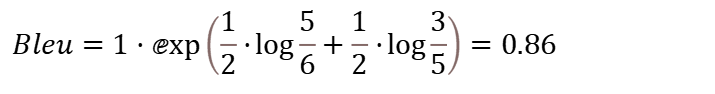 Bleu = 1 · exp(1/2 · log 5/6 + 1/2 · log 3/5) = 0.86